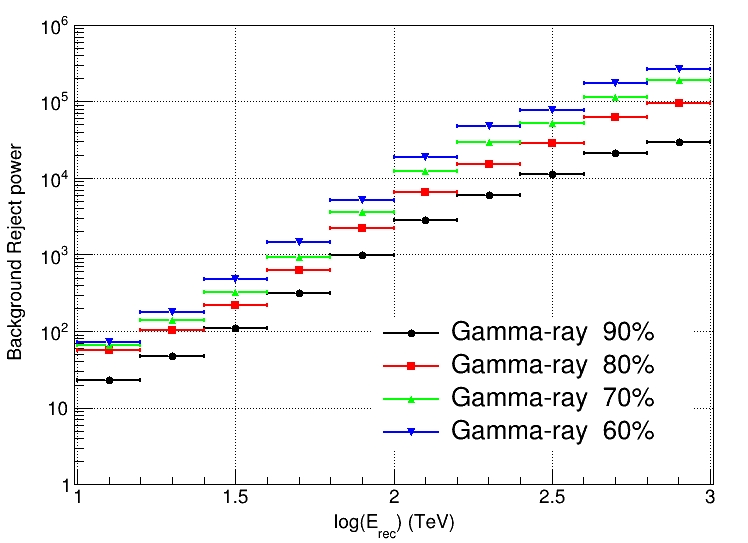 Background Reject power
10^6
10^5
10^4
10^3
10^2
10
1
1
1.5
2
2.5
3
log(E_rec) (TeV)
Gamma-ray 90%
Gamma-ray 80%
Gamma-ray 70%
Gamma-ray 60%